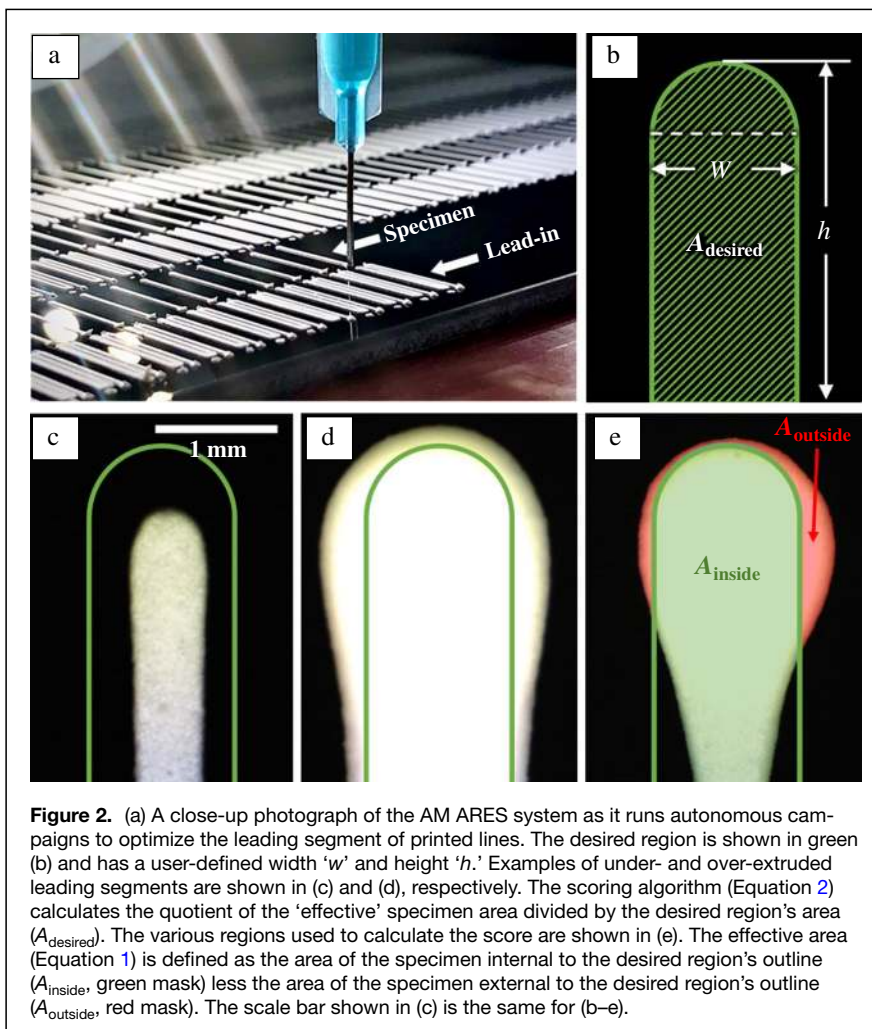 a
Specimen
Lead-in
b
W
A_desired
h
c
1 mm
d
e
A_outside
A_inside
Figure 2. (a) A close-up photograph of the AM ARES system as it runs autonomous cam-
paigns to optimize the leading segment of printed lines. The desired region is shown in green
(b) and has a user-defined width ‘w’ and height ‘h.’ Examples of under- and over-extruded
leading segments are shown in (c) and (d), respectively. The scoring algorithm (Equation 2)
calculates the quotient of the ‘effective’ specimen area divided by the desired region’s area
(A_desired). The various regions used to calculate the score are shown in (e). The effective area
(Equation 1) is defined as the area of the specimen internal to the desired region’s outline
(A_inside, green mask) less the area of the specimen external to the desired region’s outline
(A_outside, red mask). The scale bar shown in (c) is the same for (b–e).